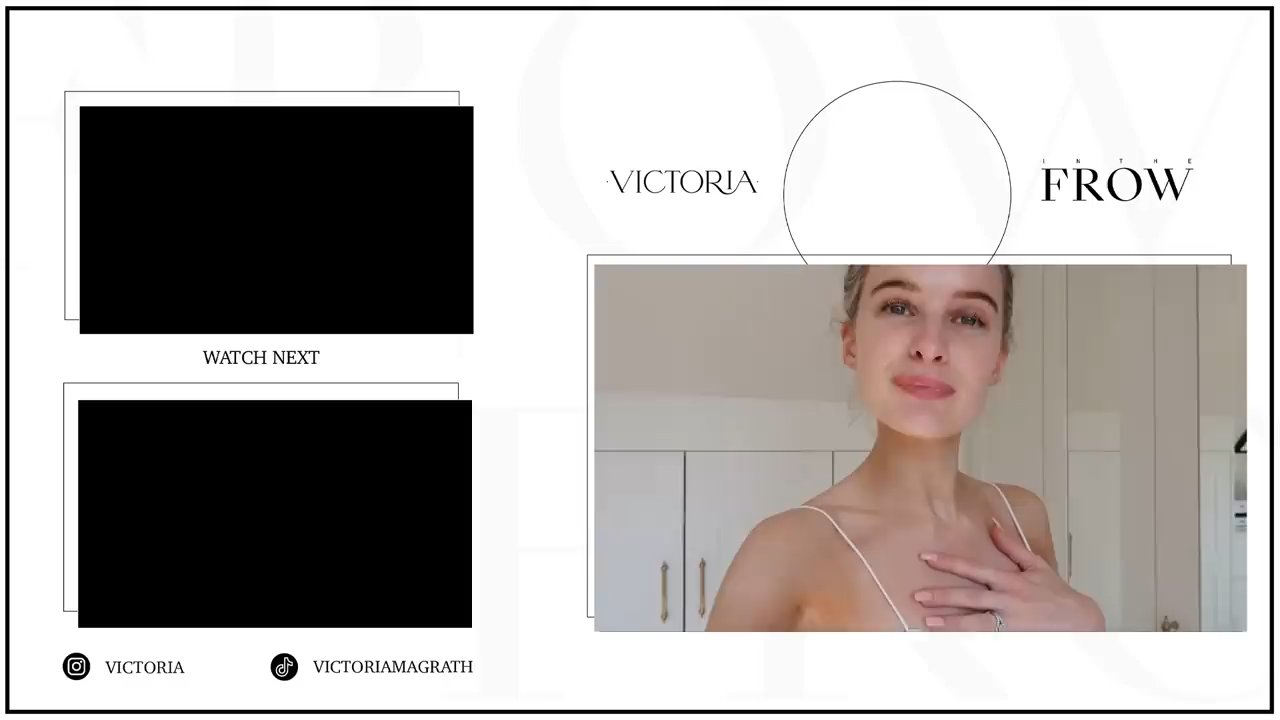 VICTORIA
IN THE
FROW
WATCH NEXT
VICTORIA
VICTORIAMAGRATH